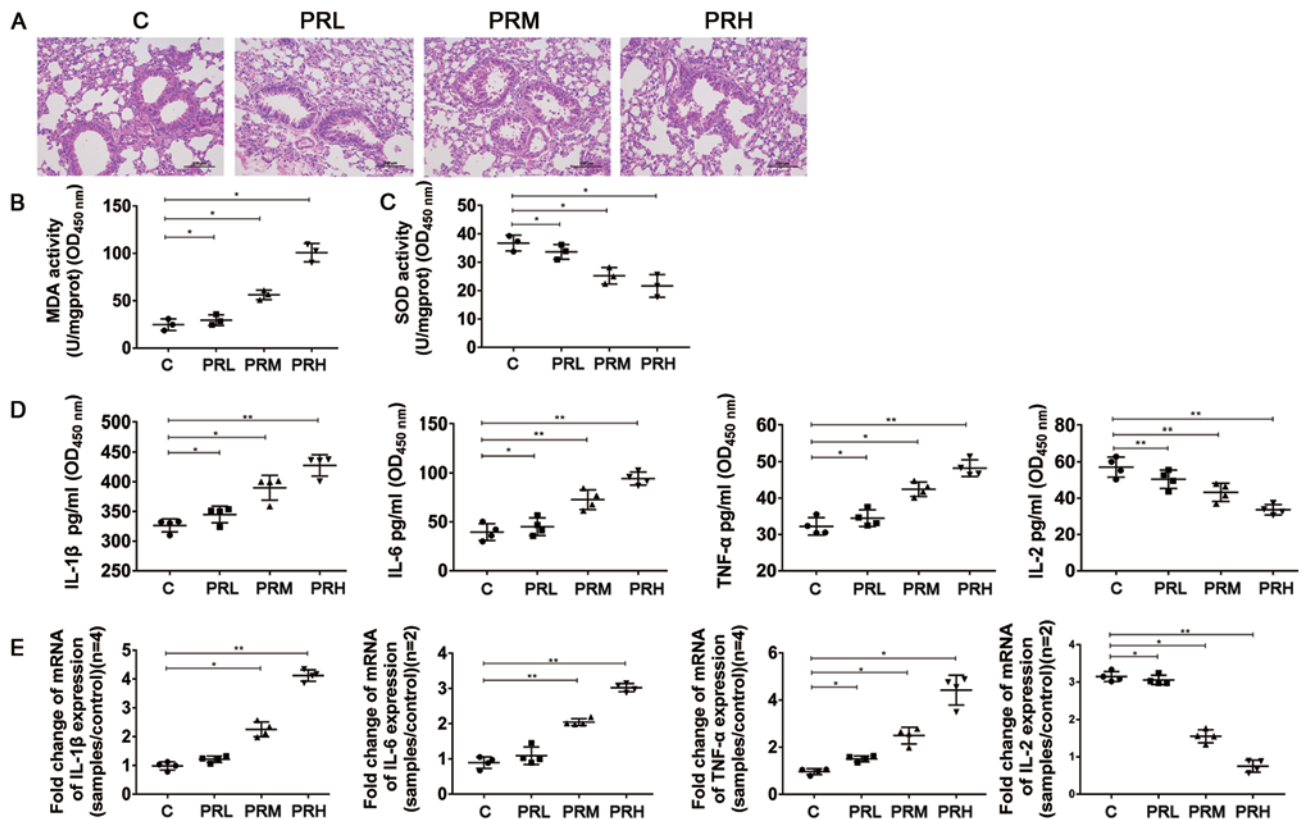 A
C
PRL
PRM
PRH
B
MDA activity
(U/mgprot) (OD450 nm)
150
100
50
0
*
*
*
C PRL PRM PRH
C
SOD activity
(U/mgprot) (OD450 nm)
50
40
30
20
10
0
*
*
*
C PRL PRM PRH
D
IL-1β pg/ml (OD450 nm)
500
450
400
350
300
250
**
*
*
C PRL PRM PRH
IL-6 pg/ml (OD450 nm)
150
100
50
0
**
**
*
C PRL PRM PRH
TNF-α pg/ml (OD450 nm)
60
50
40
30
20
**
*
*
C PRL PRM PRH
IL-2 pg/ml (OD450 nm)
80
60
40
20
0
**
**
**
C PRL PRM PRH
E
Fold change of mRNA
of IL-1β expression
(samples/control)(n=4)
5
4
3
2
1
0
**
*
C PRL PRM PRH
Fold change of mRNA
of IL-6 expression
(samples/control)(n=2)
4
3
2
1
0
**
**
C PRL PRM PRH
Fold change of mRNA
of TNF-α expression
(samples/control)(n=4)
6
4
2
0
*
*
*
C PRL PRM PRH
Fold change of mRNA
of IL-2 expression
(samples/control)(n=2)
4
3
2
1
0
**
*
*
C PRL PRM PRH